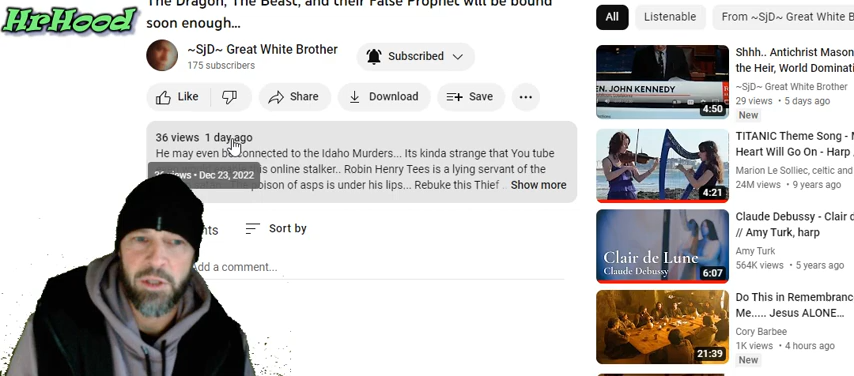 HrHood
The Dragon, The Beast, and their False Prophet will be bound
soon enough...
~SjD~ Great White Brother
175 subscribers
Subscribed
Like
Share
Download
Save
36 views 1 day ago
He may even be connected to the Idaho Murders... Its kinda strange that You tube
is online stalker.. Robin Henry Tees is a lying servant of the
36 views • Dec 23, 2022
poison of asps is under his lips... Rebuke this Thief .. Show more
Sort by
Add a comment...
All
Listenable
From ~SjD~ Great White B
EN. JOHN KENNEDY
4:50
Shhh.. Antichrist Mason
the Heir, World Dominati
~SjD~ Great White Brother
29 views • 5 days ago
New
4:21
TITANIC Theme Song - M
Heart Will Go On - Harp
Marion Le Solliec, celtic and
24M views • 9 years ago
Clair de Lune
Claude Debussy
6:07
Claude Debussy - Clair d
// Amy Turk, harp
Amy Turk
564K views • 5 years ago
21:39
Do This in Remembranc
Me..... Jesus ALONE...
Cory Barbee
1K views • 4 hours ago
New